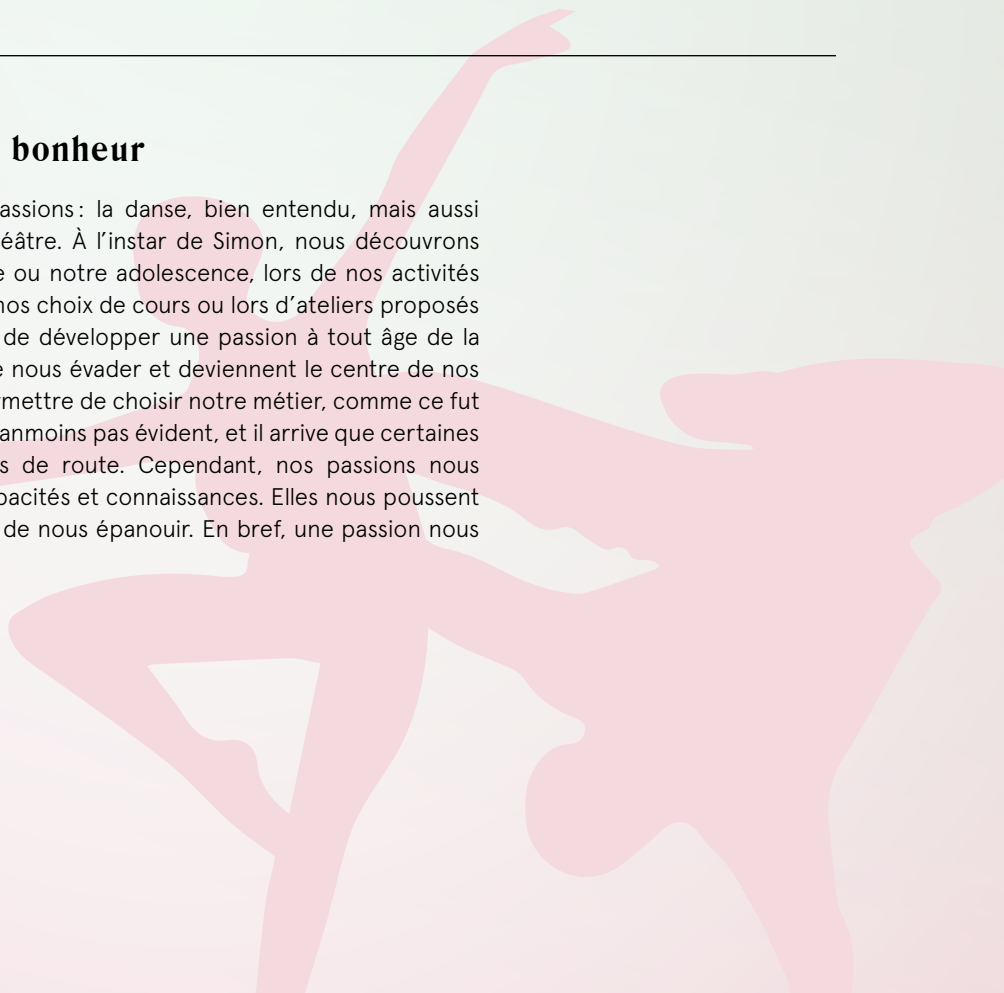 bonheur
assions : la danse, bien entendu, mais aussi
éâtre. À l’instar de Simon, nous découvrons
e ou notre adolescence, lors de nos activités
nos choix de cours ou lors d’ateliers proposés
de développer une passion à tout âge de la
e nous évader et deviennent le centre de nos
rmettre de choisir notre métier, comme ce fut
anmoins pas évident, et il arrive que certaines
s de route. Cependant, nos passions nous
pacités et connaissances. Elles nous poussent
de nous épanouir. En bref, une passion nous